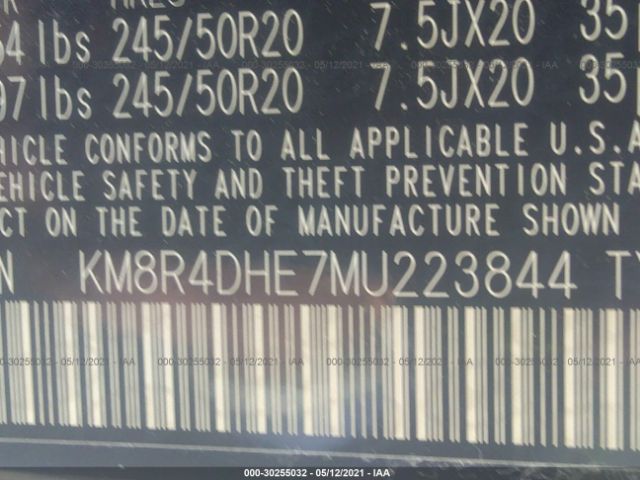 54 lbs 245/50R20 7.5JX20 35
97 lbs 245/50R20 7.5JX20 35
HICLE CONFORMS TO ALL APPLICABLE U.S.A
EHICLE SAFETY AND THEFT PREVENTION STA
CT ON THE DATE OF MANUFACTURE SHOWN
N KM8R4DHE7MU223844 TY
000-30255032 - 05/12/2021 - IAA